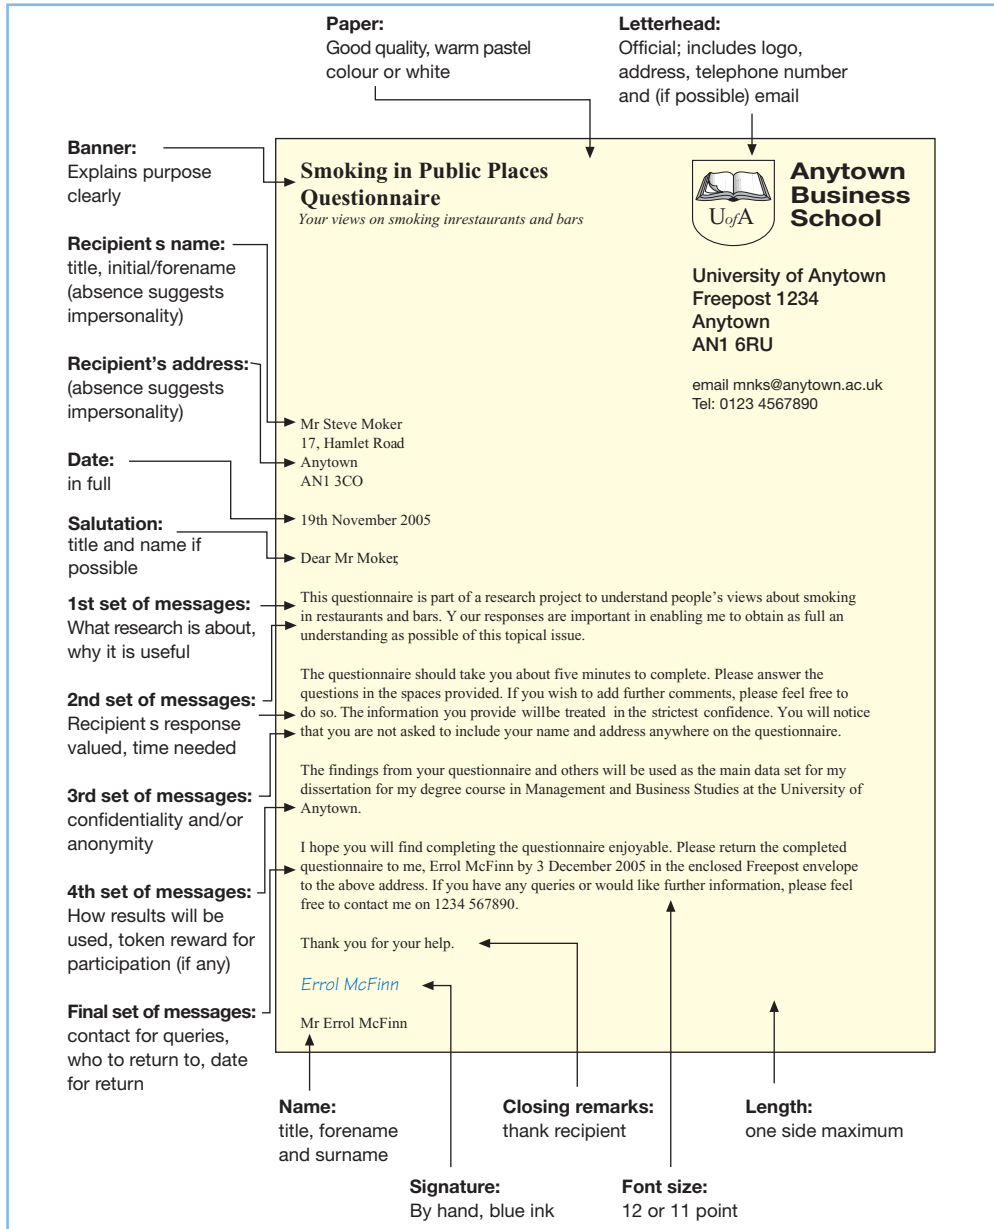 Paper:
Good quality, warm pastel
colour or white
Letterhead:
Official; includes logo,
address, telephone number
and (if possible) email
Banner:
Explains purpose
clearly
Recipient s name:
title, initial/forename
(absence suggests
impersonality)
Recipient's address:
(absence suggests
impersonality)
Date:
in full
Salutation:
title and name if
possible
1st set of messages:
What research is about,
why it is useful
2nd set of messages:
Recipient s response
valued, time needed
3rd set of messages:
confidentiality and/or
anonymity
4th set of messages:
How results will be
used, token reward for
participation (if any)
Final set of messages:
contact for queries,
who to return to, date
for return
Smoking in Public Places
Questionnaire
Your views on smoking inrestaurants and bars
UofA
Anytown
Business
School
University of Anytown
Freepost 1234
Anytown
AN1 6RU
email mnks@anytown.ac.uk
Tel: 0123 4567890
Mr Steve Moker
17, Hamlet Road
Anytown
AN1 3CO
19th November 2005
Dear Mr Moker,
This questionnaire is part of a research project to understand people's views about smoking
in restaurants and bars. Y our responses are important in enabling me to obtain as full an
understanding as possible of this topical issue.
The questionnaire should take you about five minutes to complete. Please answer the
questions in the spaces provided. If you wish to add further comments, please feel free to
do so. The information you provide willbe treated in the strictest confidence. You will notice
that you are not asked to include your name and address anywhere on the questionnaire.
The findings from your questionnaire and others will be used as the main data set for my
dissertation for my degree course in Management and Business Studies at the University of
Anytown.
I hope you will find completing the questionnaire enjoyable. Please return the completed
questionnaire to me, Errol McFinn by 3 December 2005 in the enclosed Freepost envelope
to the above address. If you have any queries or would like further information, please feel
free to contact me on 1234 567890.
Thank you for your help.
Errol McFinn
Mr Errol McFinn
Name:
title, forename
and surname
Closing remarks:
thank recipient
Length:
one side maximum
Signature:
By hand, blue ink
Font size:
12 or 11 point